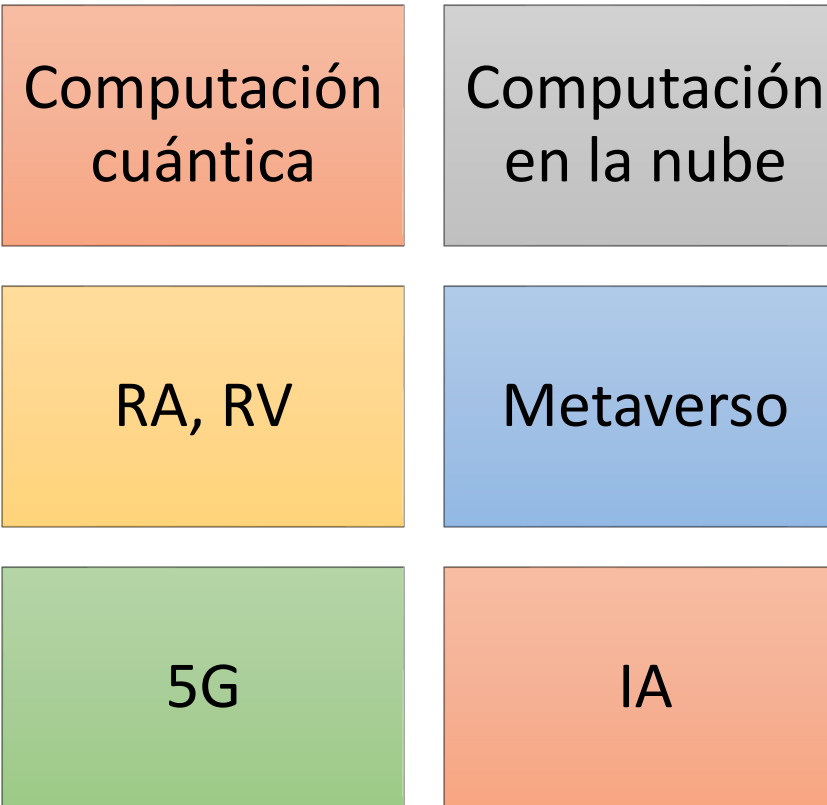 Computación
cuántica
Computación
en la nube
RA, RV
Metaverso
5G
IA